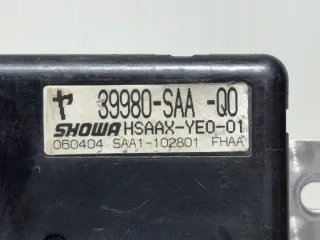 39980-SAA -Q0
SHOWA HSAAX-YE0-01
060404 SAA1-102801 FHAA